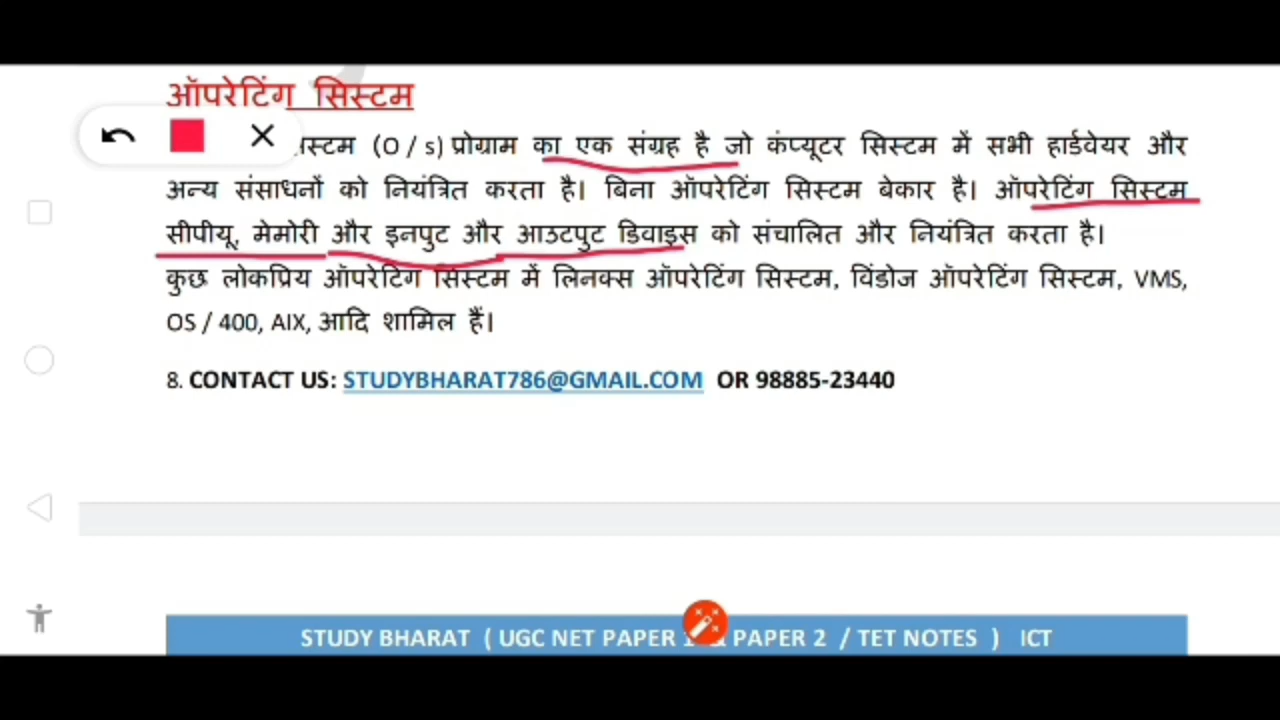 ऑपरेटिंग सिस्टम
(O / s) प्रोग्राम का एक संग्रह है जो कंप्यूटर सिस्टम में सभी हार्डवेयर और
अन्य संसाधनों को नियंत्रित करता है। बिना ऑपरेटिंग सिस्टम बेकार है। ऑपरेटिंग सिस्टम
सीपीयू, मेमोरी और इनपुट और आउटपुट डिवाइस को संचालित और नियंत्रित करता है।
कुछ लोकप्रिय ऑपरेटिंग सिस्टम में लिनक्स ऑपरेटिंग सिस्टम, विंडोज ऑपरेटिंग सिस्टम, VMS,
OS / 400, AIX, आदि शामिल हैं।
8. CONTACT US: STUDYBHARAT786@GMAIL.COM OR 98885-23440
STUDY BHARAT ( UGC NET PAPER PAPER 2 / TET NOTES ) ICT